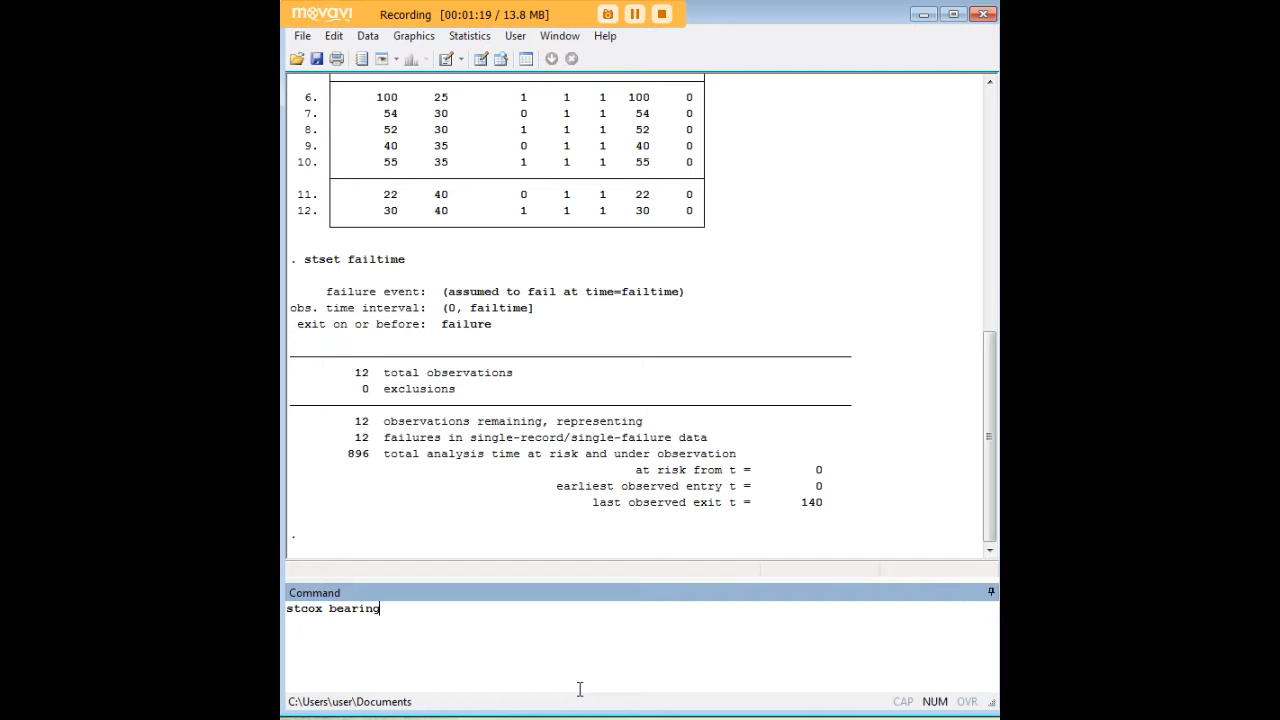 movavi Recording [00:01:19 / 13.8 MB]
File Edit Data Graphics Statistics User Window Help
6. 100 25 1 1 1 100 0
7. 54 30 0 1 1 54 0
8. 52 30 1 1 1 52 0
9. 40 35 0 1 1 40 0
10. 55 35 1 1 1 55 0
11. 22 40 0 1 1 22 0
12. 30 40 1 1 1 30 0
. stset failtime
failure event: (assumed to fail at time=failtime)
obs. time interval: (0, failtime]
exit on or before: failure
12 total observations
0 exclusions
12 observations remaining, representing
12 failures in single-record/single-failure data
896 total analysis time at risk and under observation
at risk from t = 0
earliest observed entry t = 0
last observed exit t = 140
.
Command
stcox bearing
C:\Users\user\Documents CAP NUM OVR